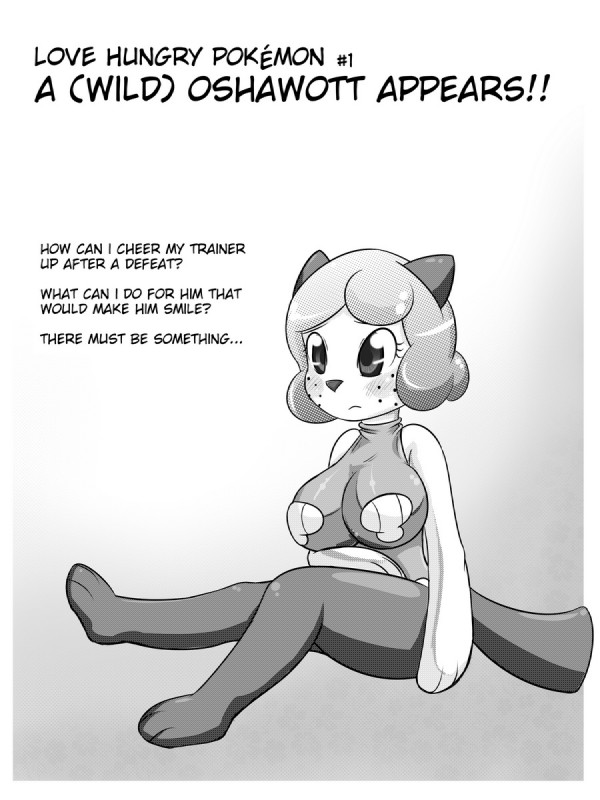 LOVE HUNGRY POKÉMON #1
A (WILD) OSHAWOTT APPEARS!!
HOW CAN I CHEER MY TRAINER
UP AFTER A DEFEAT?
WHAT CAN I DO FOR HIM THAT
WOULD MAKE HIM SMILE?
THERE MUST BE SOMETHING...